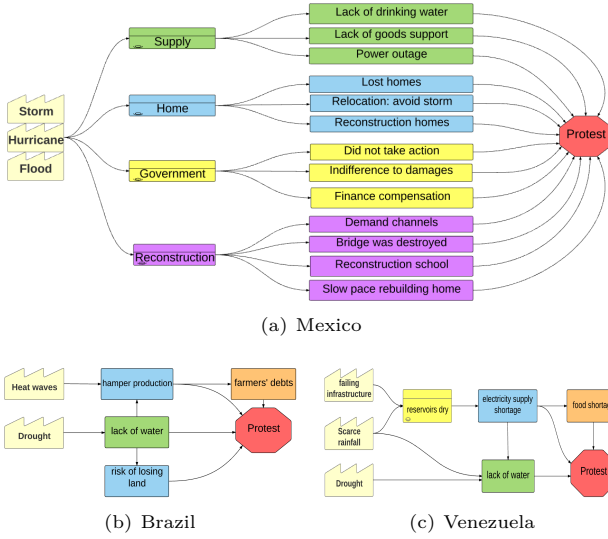 Lack of drinking water
Lack of goods support
Supply
Power outage
Lost homes
Storm
Home
Relocation: avoid storm
Reconstruction homes
Hurricane
Protest
Did not take action
Flood
Government
Indifference to damages
Finance compensation
Demand channels
Bridge was destroyed
Reconstruction
Reconstruction school
Slow pace rebuilding home
(a) Mexico
Heat waves
hamper production
farmers' debts
Drought
lack of water
Protest
risk of losing
land
(b) Brazil
failing
infrastructure
reservoirs dry
electricity supply
shortage
food shortag
Scarce
rainfall
Drought
lack of water
Protest
(c) Venezuela